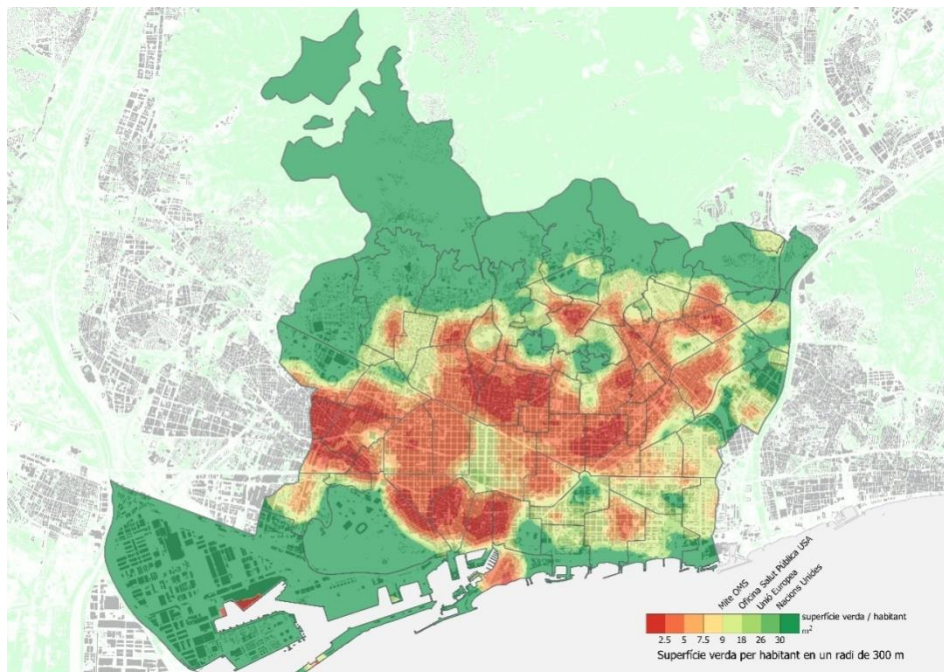 Mite OMS
Oficina Salut Pública USA
Unió Europea
Nacions Unides
superfície verda / habitant
m²
2.5 5 7.5 9 18 26 30
Superfície verda per habitant en un radi de 300 m